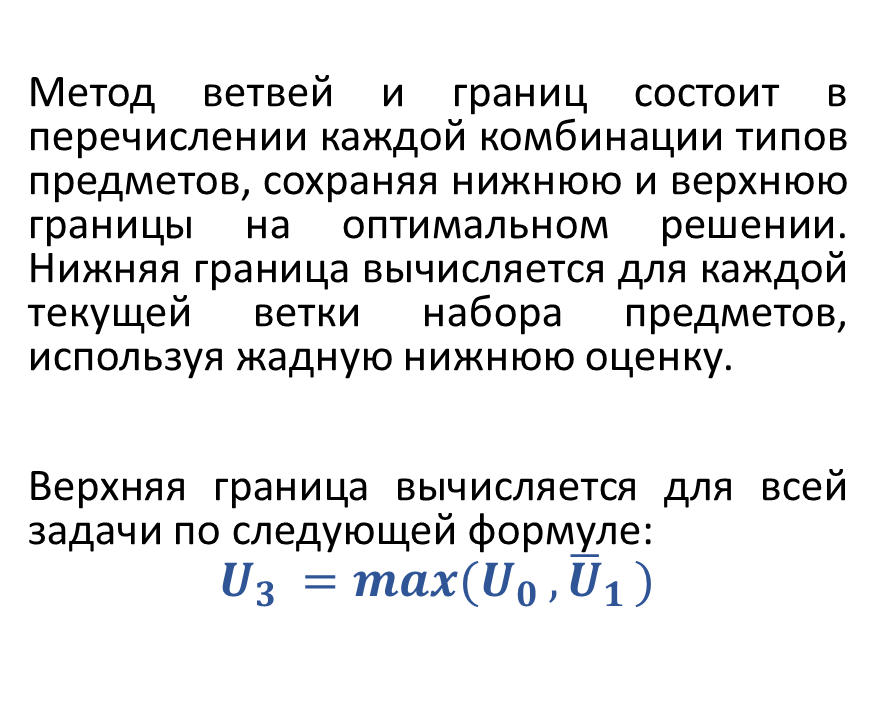 Метод ветвей и границ состоит в
перечислении каждой комбинации типов
предметов, сохраняя нижнюю и верхнюю
границы на оптимальном решении.
Нижняя граница вычисляется для каждой
текущей ветки набора предметов,
используя жадную нижнюю оценку.
Верхняя граница вычисляется для всей
задачи по следующей формуле:
U₃ = max(U₀ , U̅₁ )